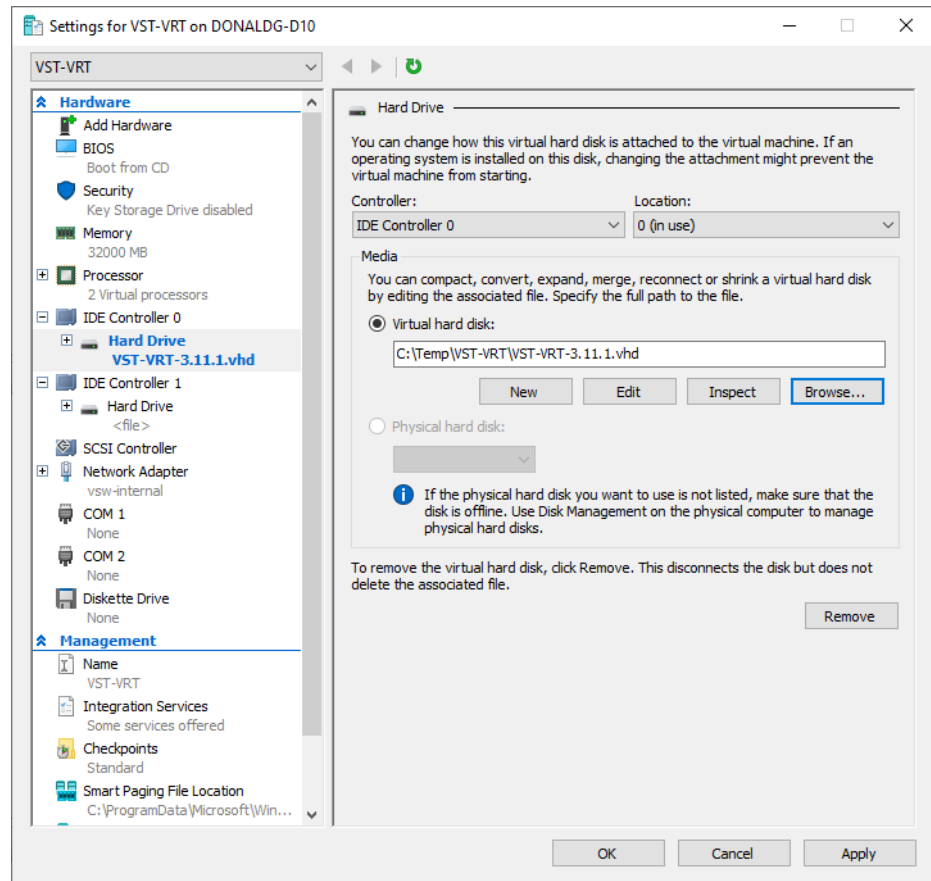 Settings for VST-VRT on DONALDG-D10
VST-VRT
Hardware
Add Hardware
BIOS
Boot from CD
Security
Key Storage Drive disabled
Memory
32000 MB
Processor
2 Virtual processors
IDE Controller 0
Hard Drive
VST-VRT-3.11.1.vhd
IDE Controller 1
Hard Drive
<file>
SCSI Controller
Network Adapter
vsw-internal
COM 1
None
COM 2
None
Diskette Drive
None
Management
Name
VST-VRT
Integration Services
Some services offered
Checkpoints
Standard
Smart Paging File Location
C:\ProgramData\Microsoft\Win...
Hard Drive
You can change how this virtual hard disk is attached to the virtual machine. If an
operating system is installed on this disk, changing the attachment might prevent the
virtual machine from starting.
Controller: Location:
IDE Controller 0 0 (in use)
Media
You can compact, convert, expand, merge, reconnect or shrink a virtual hard disk
by editing the associated file. Specify the full path to the file.
Virtual hard disk:
C:\Temp\VST-VRT\VST-VRT-3.11.1.vhd
New Edit Inspect Browse...
Physical hard disk:
If the physical hard disk you want to use is not listed, make sure that the
disk is offline. Use Disk Management on the physical computer to manage
physical hard disks.
To remove the virtual hard disk, click Remove. This disconnects the disk but does not
delete the associated file.
Remove
OK Cancel Apply